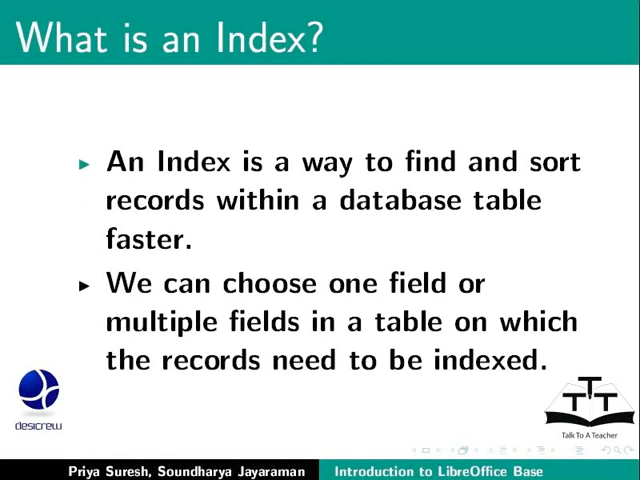 What is an Index?
An Index is a way to find and sort
records within a database table
faster.
We can choose one field or
multiple fields in a table on which
the records need to be indexed.
desicrew
TTT
Talk To A Teacher
Priya Suresh, Soundharya Jayaraman
Introduction to LibreOffice Base